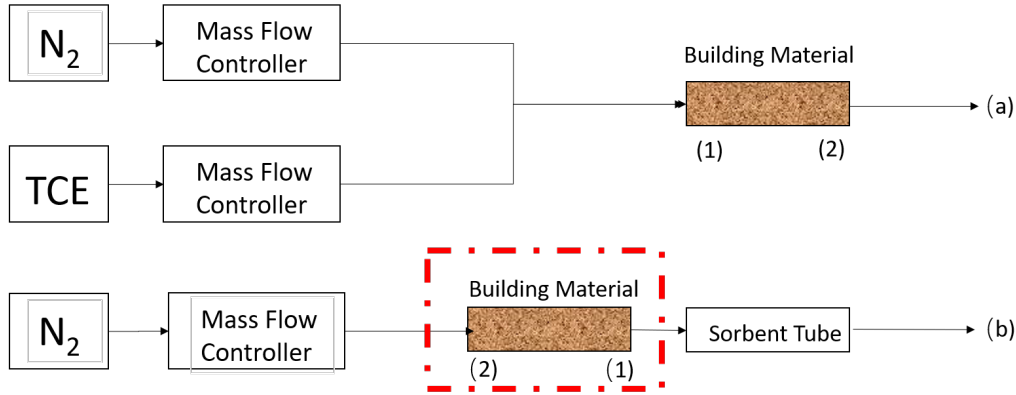 N2
Mass Flow
Controller
Building Material
(a)
(1)
(2)
TCE
Mass Flow
Controller
Building Material
N2
Mass Flow
Controller
Sorbent Tube
(b)
(2)
(1)